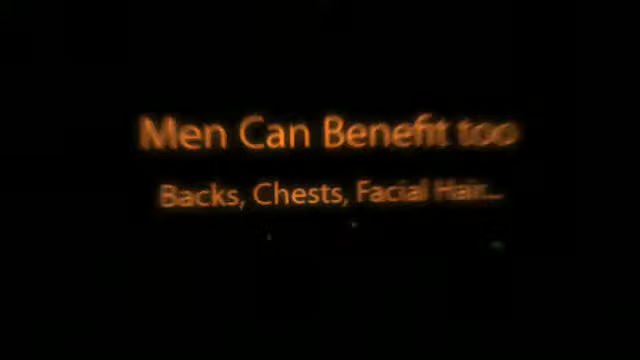 Men Can Benefit too
Backs, Chests, Facial Hair...